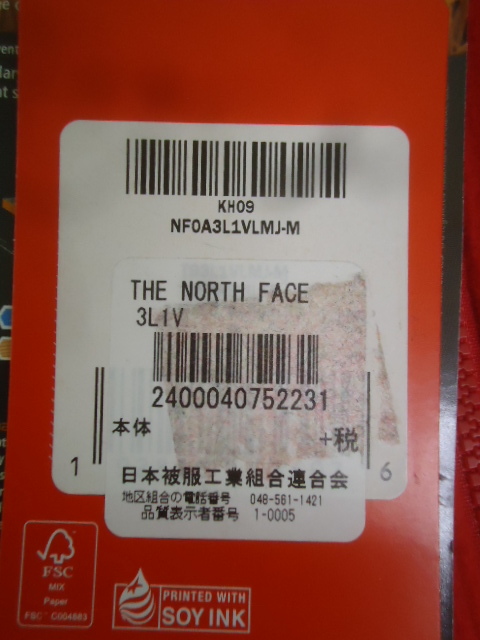 KH09
NF0A3L1VLMJ-M
THE NORTH FACE
3L1V
2400040752231
本体
+税
1
6
日本被服工業組合連合会
地区組合の電話番号 048-561-1421
品質表示者番号 1-0005
FSC
MIX
Paper
FSC™ C004883
PRINTED WITH
SOY INK